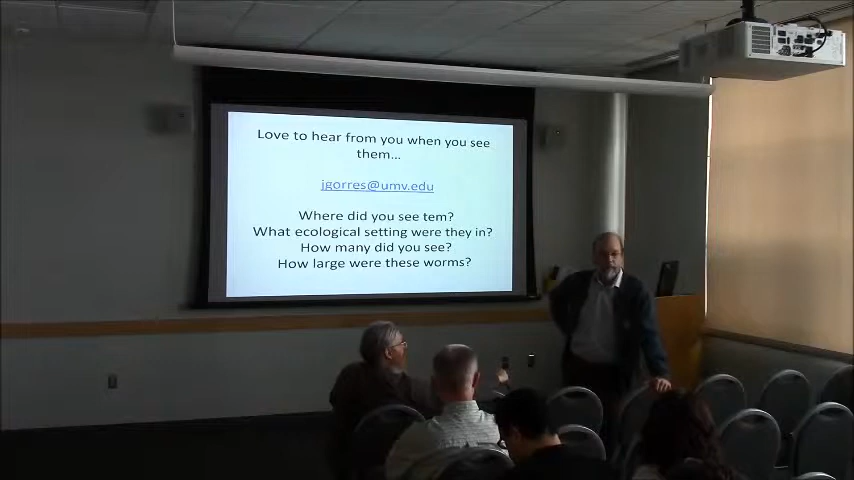 Love to hear from you when you see
them...
jgorres@umv.edu
Where did you see tem?
What ecological setting were they in?
How many did you see?
How large were these worms?